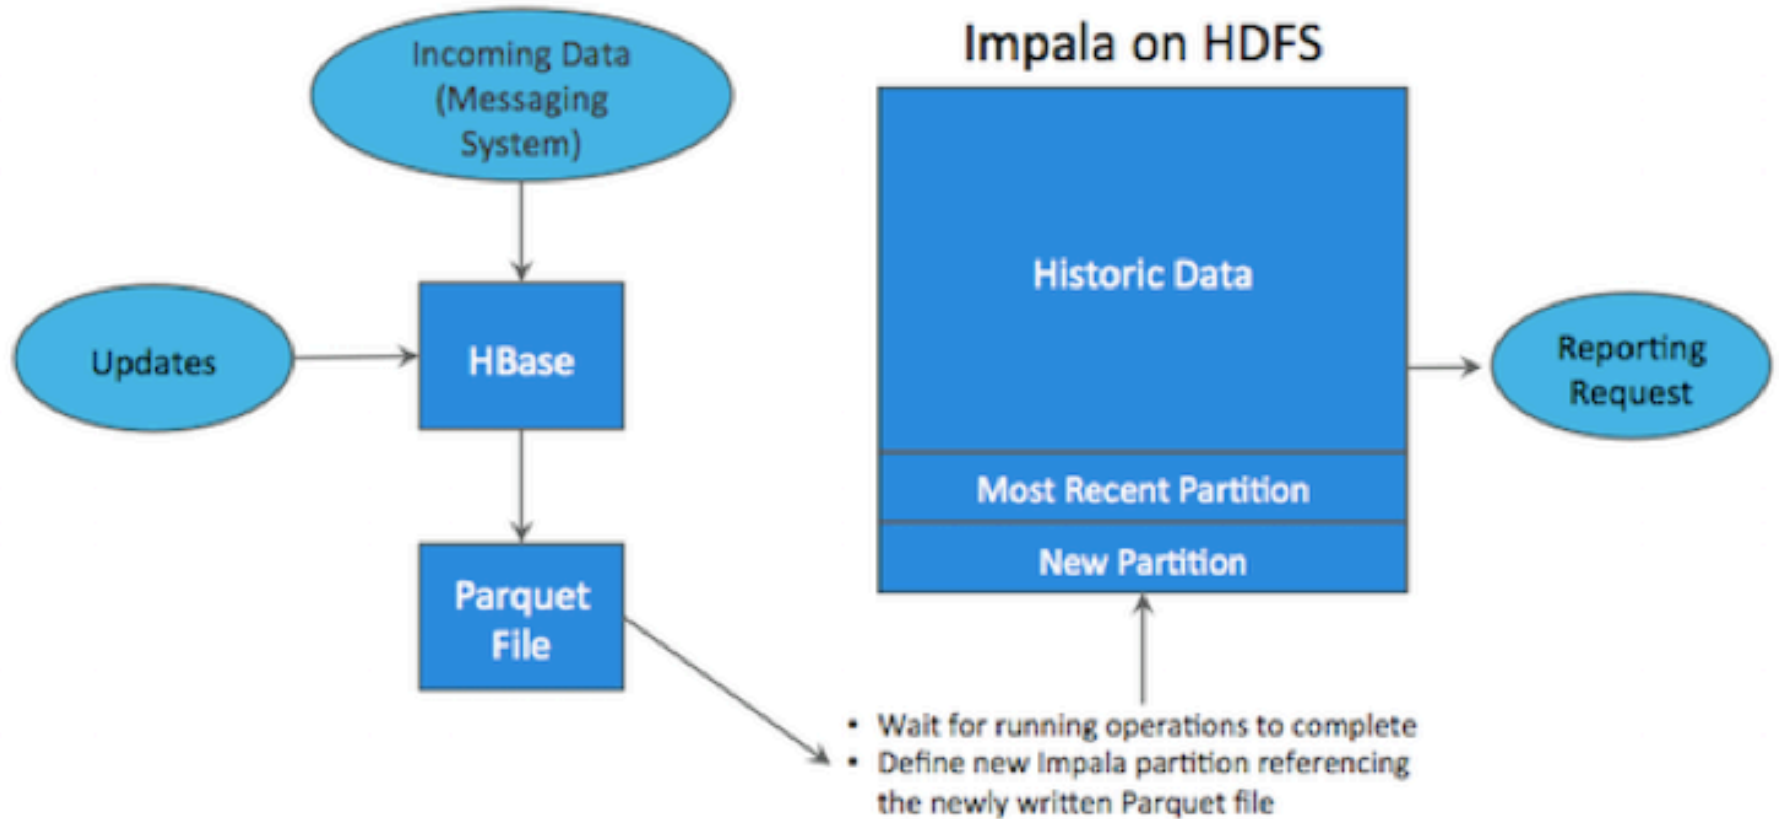 Incoming Data
(Messaging
System)
Impala on HDFS
Historic Data
Updates
HBase
Reporting
Request
Most Recent Partition
New Partition
Parquet
File
• Wait for running operations to complete
• Define new Impala partition referencing
the newly written Parquet file